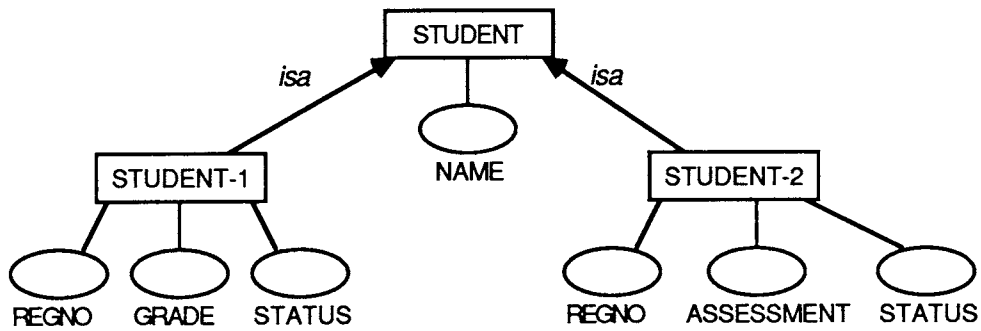 STUDENT
isa
isa
NAME
STUDENT-1
STUDENT-2
REGNO GRADE STATUS
REGNO ASSESSMENT STATUS